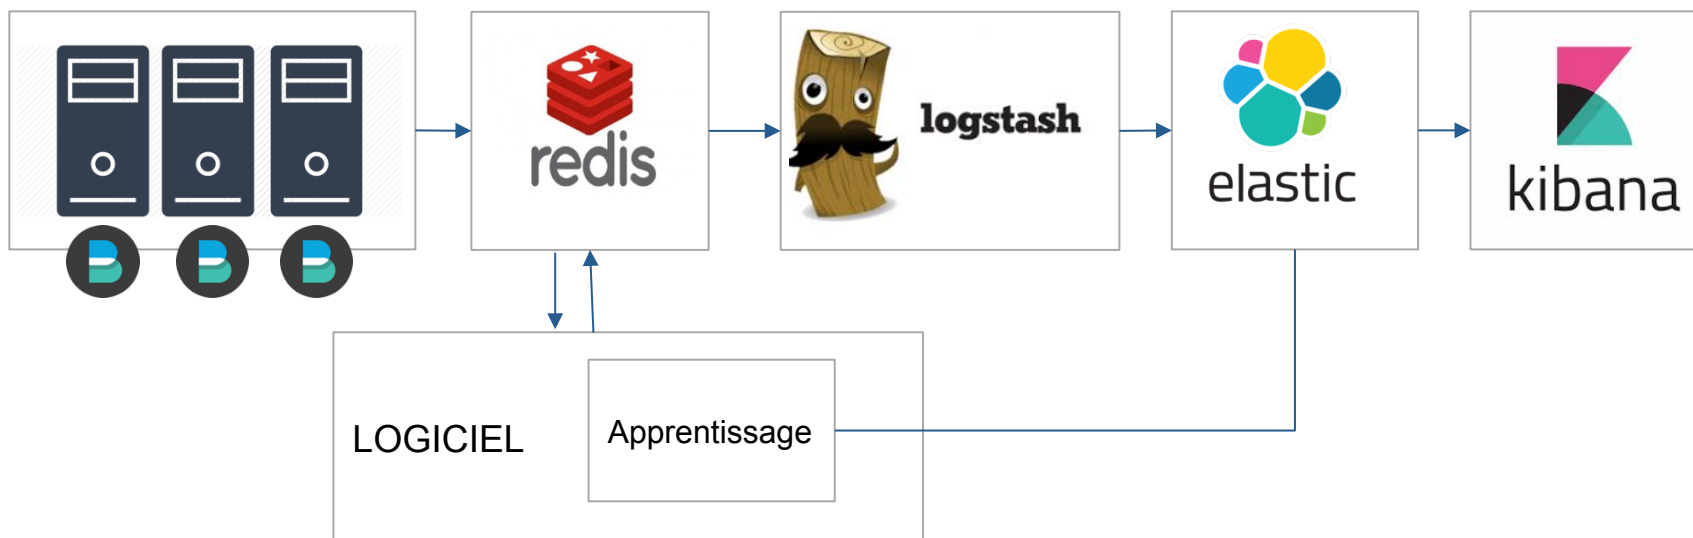 redis
logstash
elastic
kibana
LOGICIEL
Apprentissage